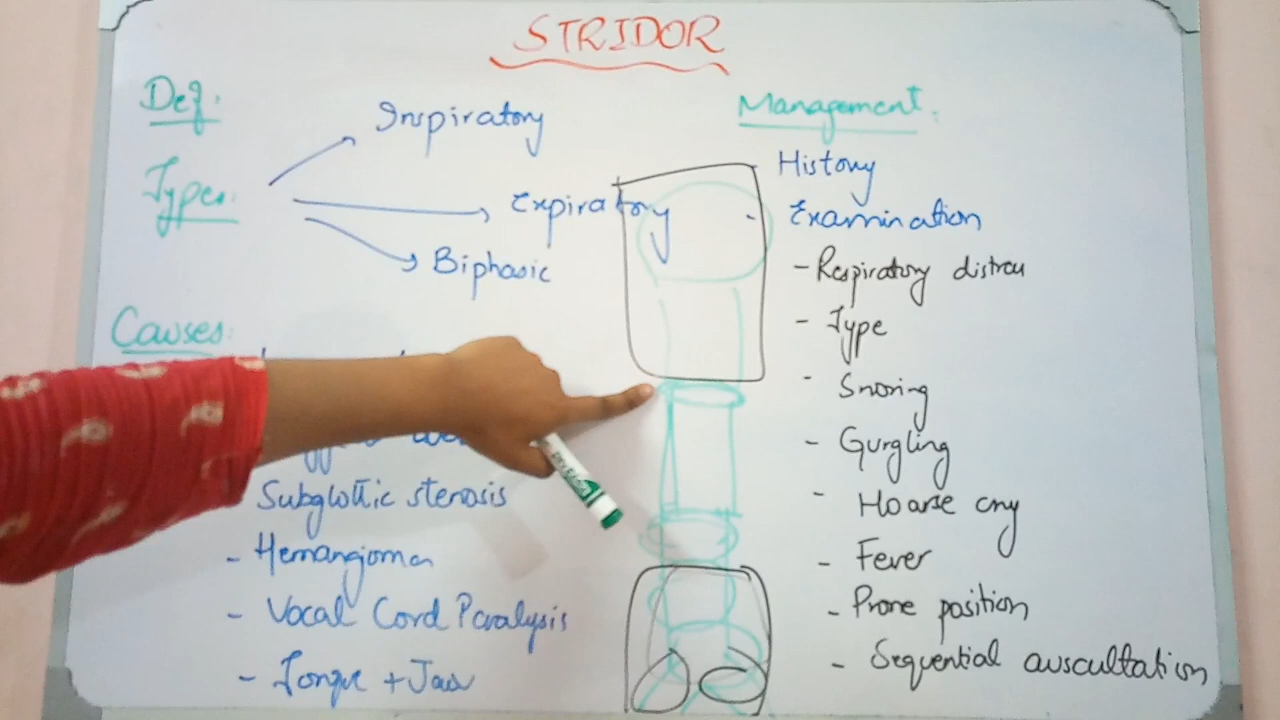 STRIDOR
Def:
Types:
Inspiratory
Expiratory
Biphasic
Causes:
Subglottic stenosis
- Hemangioma
- Vocal Cord Paralysis
- Tongue + Jaw
Management:
History
Examination
- Respiratory distress
- Type
- Snoring
- Gurgling
- Hoarse cry
- Fever
- Prone position
- Sequential auscultation